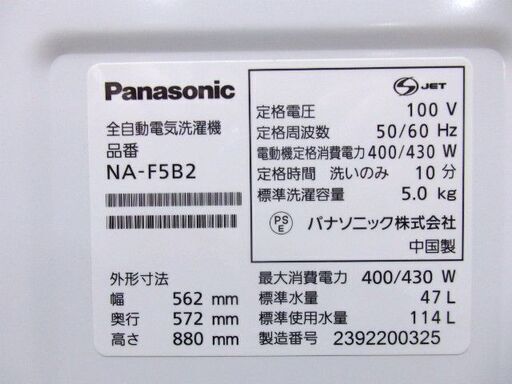 Panasonic
全自動電気洗濯機
品番
NA-F5B2
外形寸法
幅 562 mm
奥行 572 mm
高さ 880 mm
S JET
定格電圧 100 V
定格周波数 50/60 Hz
電動機定格消費電力 400/430 W
定格時間 洗いのみ 10 分
標準洗濯容量 5.0 kg
PS E パナソニック株式会社
中国製
最大消費電力 400/430 W
標準水量 47 L
標準使用水量 114 L
製造番号 2392200325